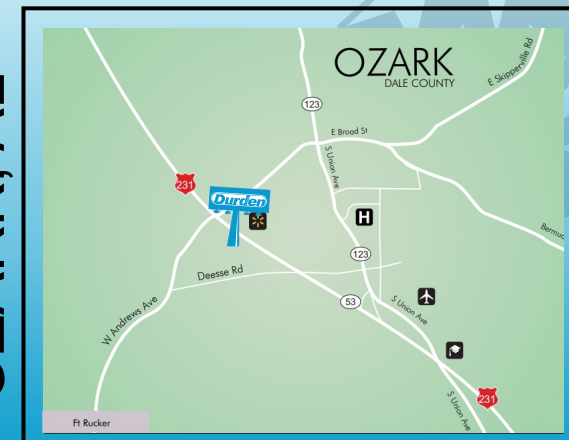 OZARK
DALE COUNTY
E Skipperville Rd
123
E Broad St
S Union Ave
231
Durden
H
123
Deesse Rd
53
W Andrews Ave
S Union Ave
S Union Ave
231
Ft Rucker